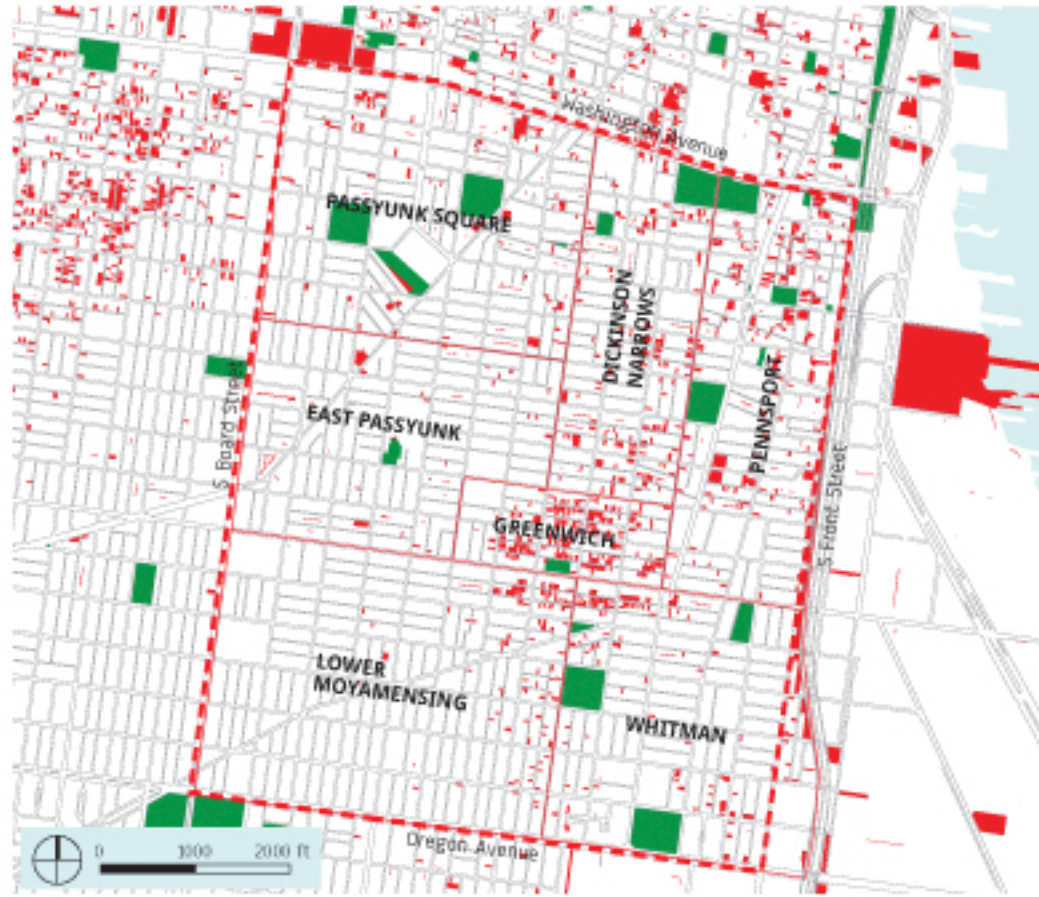 Washington Avenue
PASSYUNK SQUARE
DICKINSON
NARROWS
PENNSPORT
S Board Street
EAST PASSYUNK
S Front Street
GREENWICH
LOWER
MOYAMENSING
WHITMAN
Oregon Avenue
0 1000 2000 ft